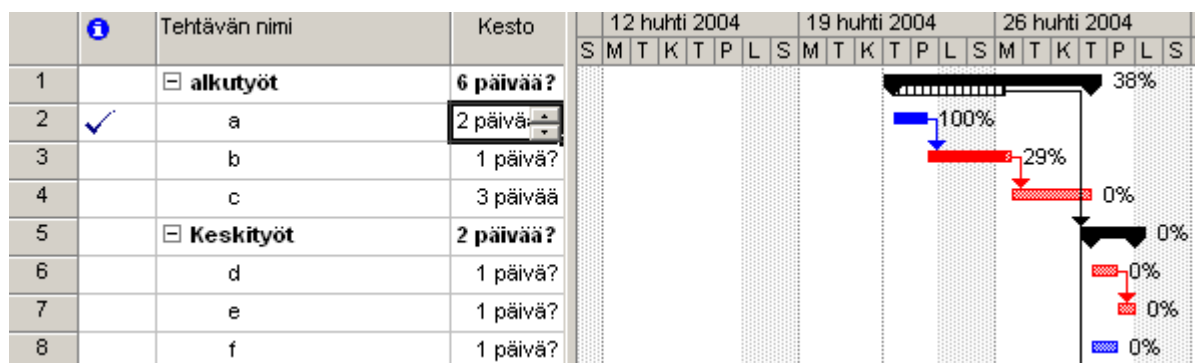 Tehtävän nimi Kesto 12 huhti 2004 19 huhti 2004 26 huhti 2004
S M T K T P L S M T K T P L S M T K T P L S
1 alkutyöt 6 päivää? 38%
2 a 2 päivä 100%
3 b 1 päivä? 29%
4 c 3 päivää 0%
5 Keskityöt 2 päivää? 0%
6 d 1 päivä? 0%
7 e 1 päivä? 0%
8 f 1 päivä? 0%